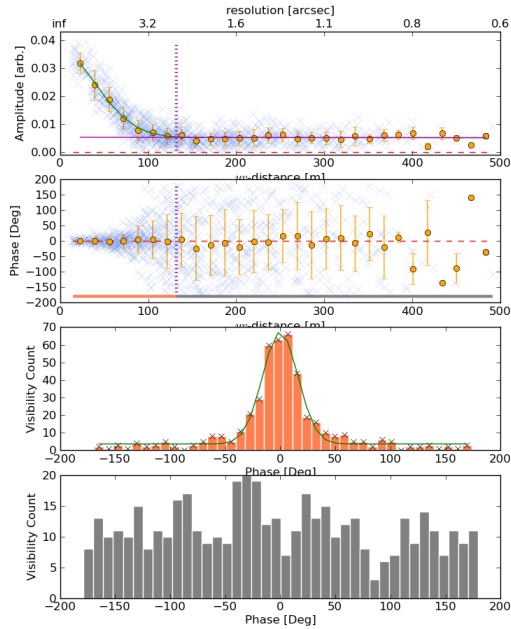 resolution [arcsec]
inf 3.2 1.6 1.1 0.8 0.6
0.04
0.03
0.02
0.01
0.00
Amplitude [arb.]
0 100 200 300 400 500
uv-distance [m]
200
150
100
50
0
−50
−100
−150
−200
Phase [Deg]
0 100 200 300 400 500
uv-distance [m]
70
60
50
40
30
20
10
0
Visibility Count
−200 −150 −100 −50 0 50 100 150 200
Phase [Deg]
20
15
10
5
0
Visibility Count
−200 −150 −100 −50 0 50 100 150 200
Phase [Deg]